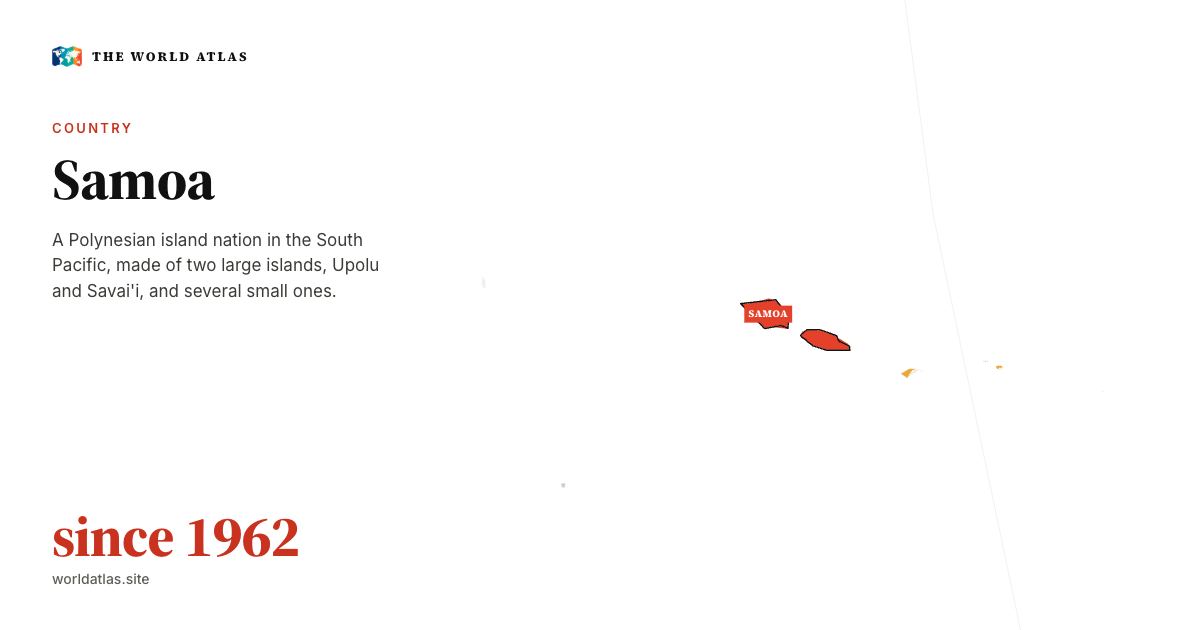 THE WORLD ATLAS
COUNTRY
Samoa
A Polynesian island nation in the South
Pacific, made of two large islands, Upolu
and Savai'i, and several small ones.
SAMOA
since 1962
worldatlas.site